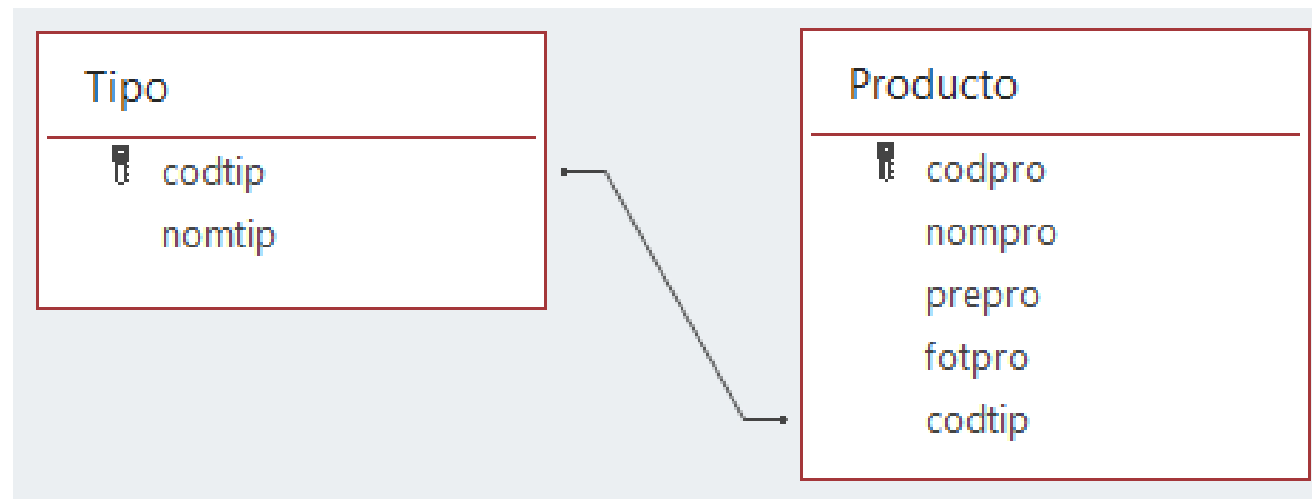 Tipo
codtip
nomtip
Producto
codpro
nompro
prepro
fotpro
codtip